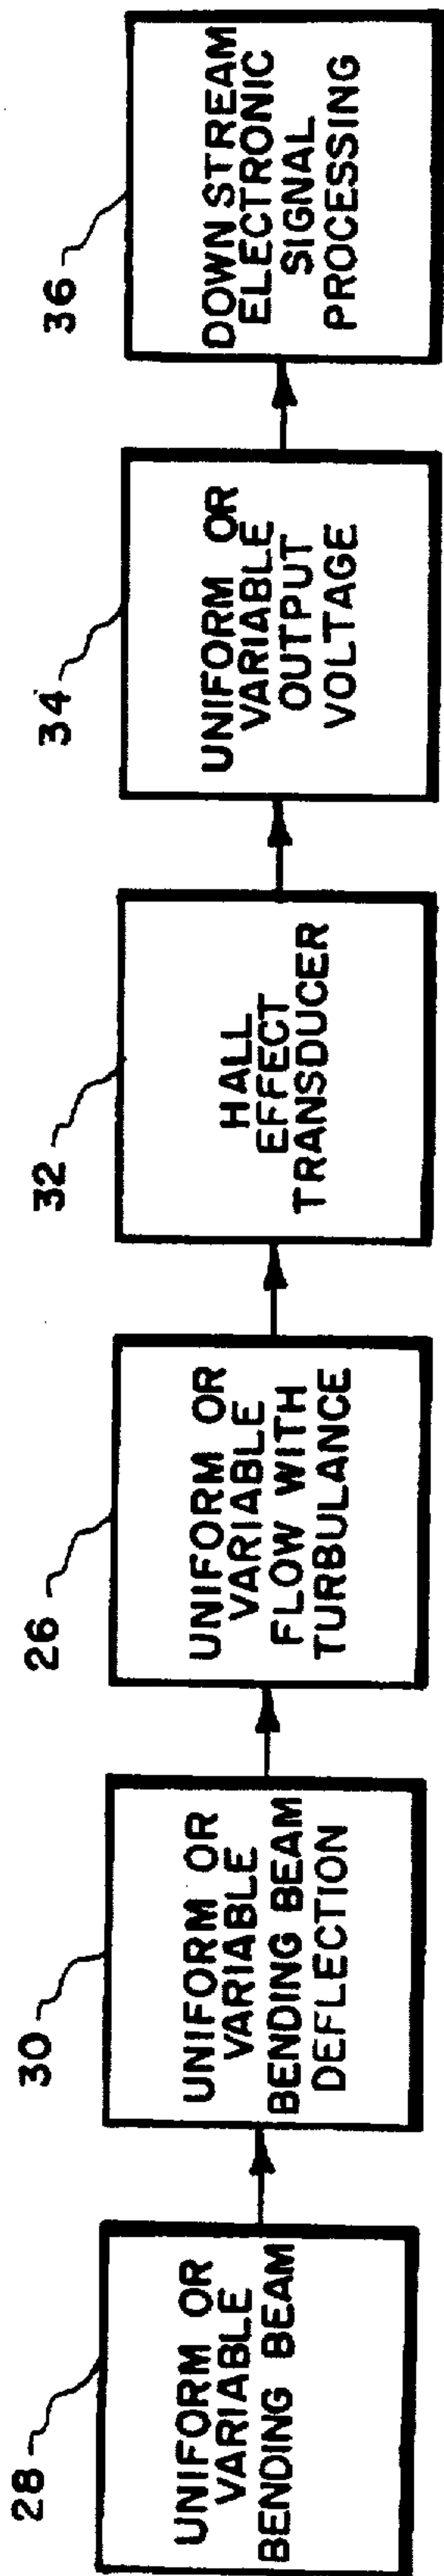 28
UNIFORM OR
VARIABLE
BENDING BEAM
30
UNIFORM OR
VARIABLE
BENDING BEAM
DEFLECTION
26
UNIFORM OR
VARIABLE
FLOW WITH
TURBULANCE
32
HALL
EFFECT
TRANSDUCER
34
UNIFORM OR
VARIABLE
OUTPUT
VOLTAGE
36
DOWN STREAM
ELECTRONIC
SIGNAL
PROCESSING